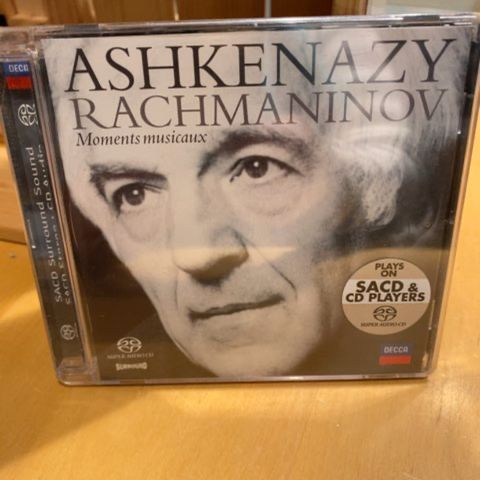 ASHKENAZY
RACHMANINOV
Moments musicaux
PLAYS
ON
SACD &
CD PLAYERS
SUPER AUDIO CD
SUPER AUDIO CD
SURROUND
DECCA
DECCA
SACD Surround Sound